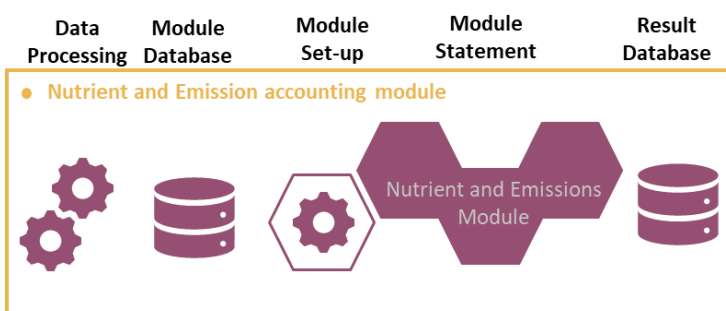 Data Processing
Module Database
Module Set-up
Module Statement
Result Database
• Nutrient and Emission accounting module
Nutrient and Emissions
Module